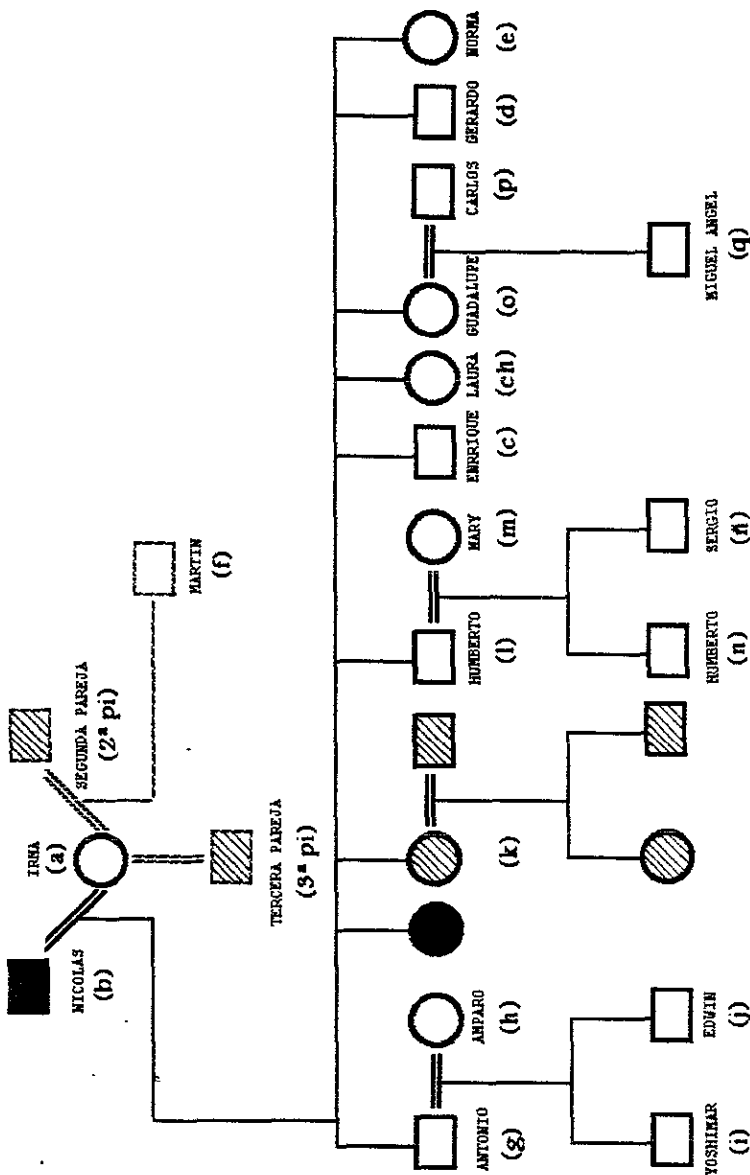 IRMA
(a)
NICOLAS
(b)
SEGUNDA PAREJA
(2ª pi)
TERCERA PAREJA
(3ª pi)
MARTIN
(f)
ANTONIO
(g)
AMPARO
(h)
(k)
HUMBERTO
(l)
MARY
(m)
ENRRIQUE
(c)
LAURA
(ch)
GUADALUPE
(o)
CARLOS
(p)
GERARDO
(d)
NORMA
(e)
YOSHIMAR
(i)
EDWIN
(j)
HUMBERTO
(n)
SERGIO
(ñ)
MIGUEL ANGEL
(q)